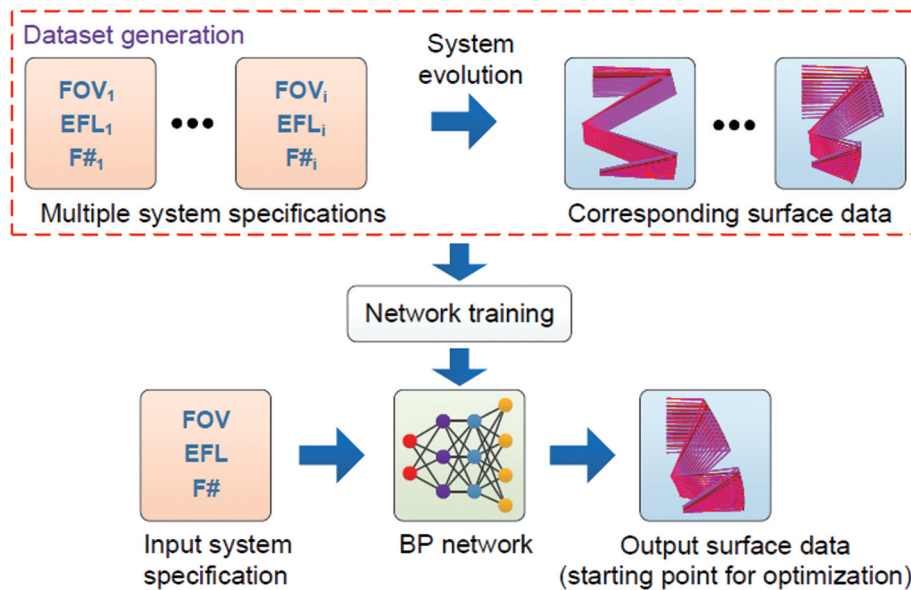 Dataset generation
FOV₁
EFL₁
F#₁
FOVᵢ
EFLᵢ
F#ᵢ
System
evolution
Multiple system specifications
Corresponding surface data
Network training
FOV
EFL
F#
Input system
specification
BP network
Output surface data
(starting point for optimization)